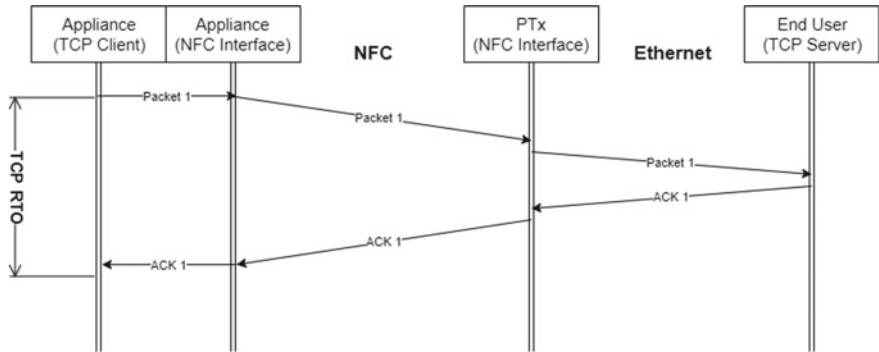 Appliance
(TCP Client)
Appliance
(NFC Interface)
NFC
PTx
(NFC Interface)
Ethernet
End User
(TCP Server)
Packet 1
Packet 1
Packet 1
ACK 1
ACK 1
ACK 1
TCP RTO